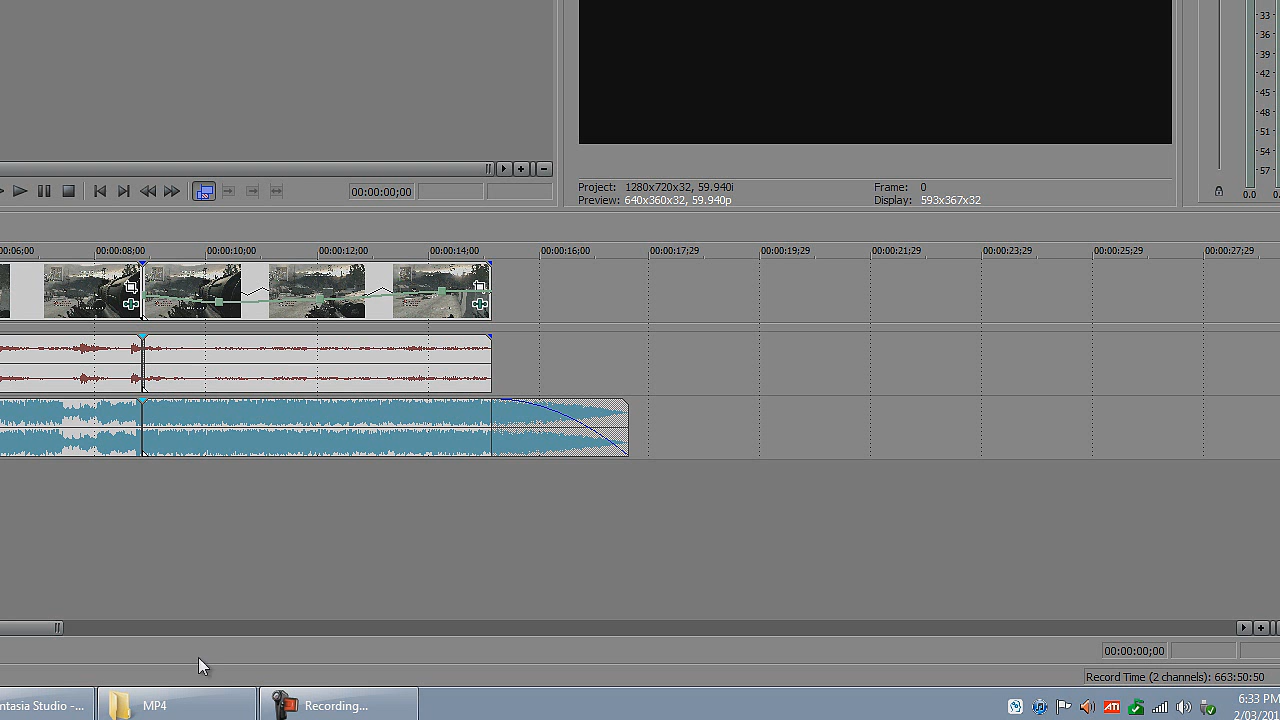 33
36
39
42
45
48
51
54
57
0.0 0.
00:00:00;00
Project: 1280x720x32, 59.940i Frame: 0
Preview: 640x360x32, 59.940p Display: 593x367x32
00:06:00 00:00:08:00 00:00:10;00 00:00:12;00 00:00:14;00 00:00:16;00 00:00:17;29 00:00:19;29 00:00:21;29 00:00:23;29 00:00:25;29 00:00:27;29
00:00:00;00
Record Time (2 channels): 663:50:50
ntasia Studio -... MP4 Recording... ATI 6:33 PM
2/03/201